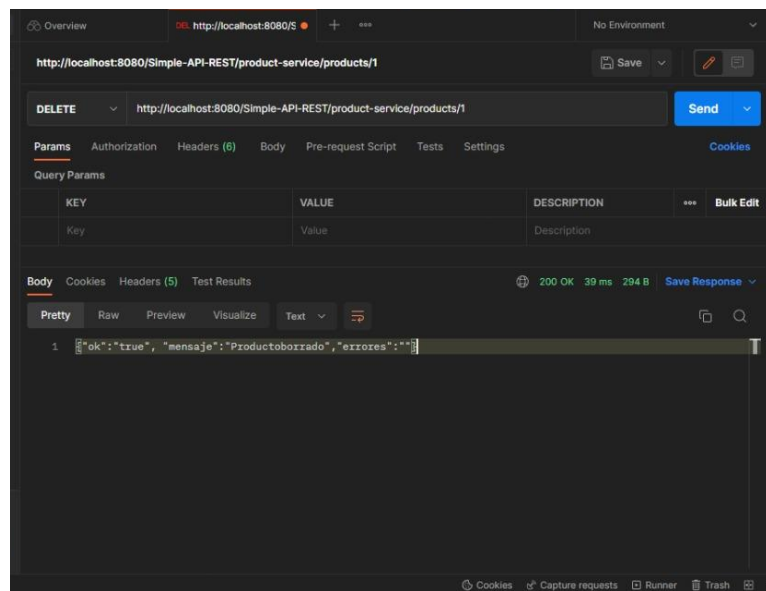 Overview DEL http://localhost:8080/S + No Environment
http://localhost:8080/Simple-API-REST/product-service/products/1 Save
DELETE http://localhost:8080/Simple-API-REST/product-service/products/1 Send
Params Authorization Headers (6) Body Pre-request Script Tests Settings Cookies
Query Params
KEY VALUE DESCRIPTION Bulk Edit
Key Value Description
Body Cookies Headers (5) Test Results 200 OK 39 ms 294 B Save Response
Pretty Raw Preview Visualize Text
1 {"ok":"true", "mensaje":"Productoborrado","errores":""}
Cookies Capture requests Runner Trash